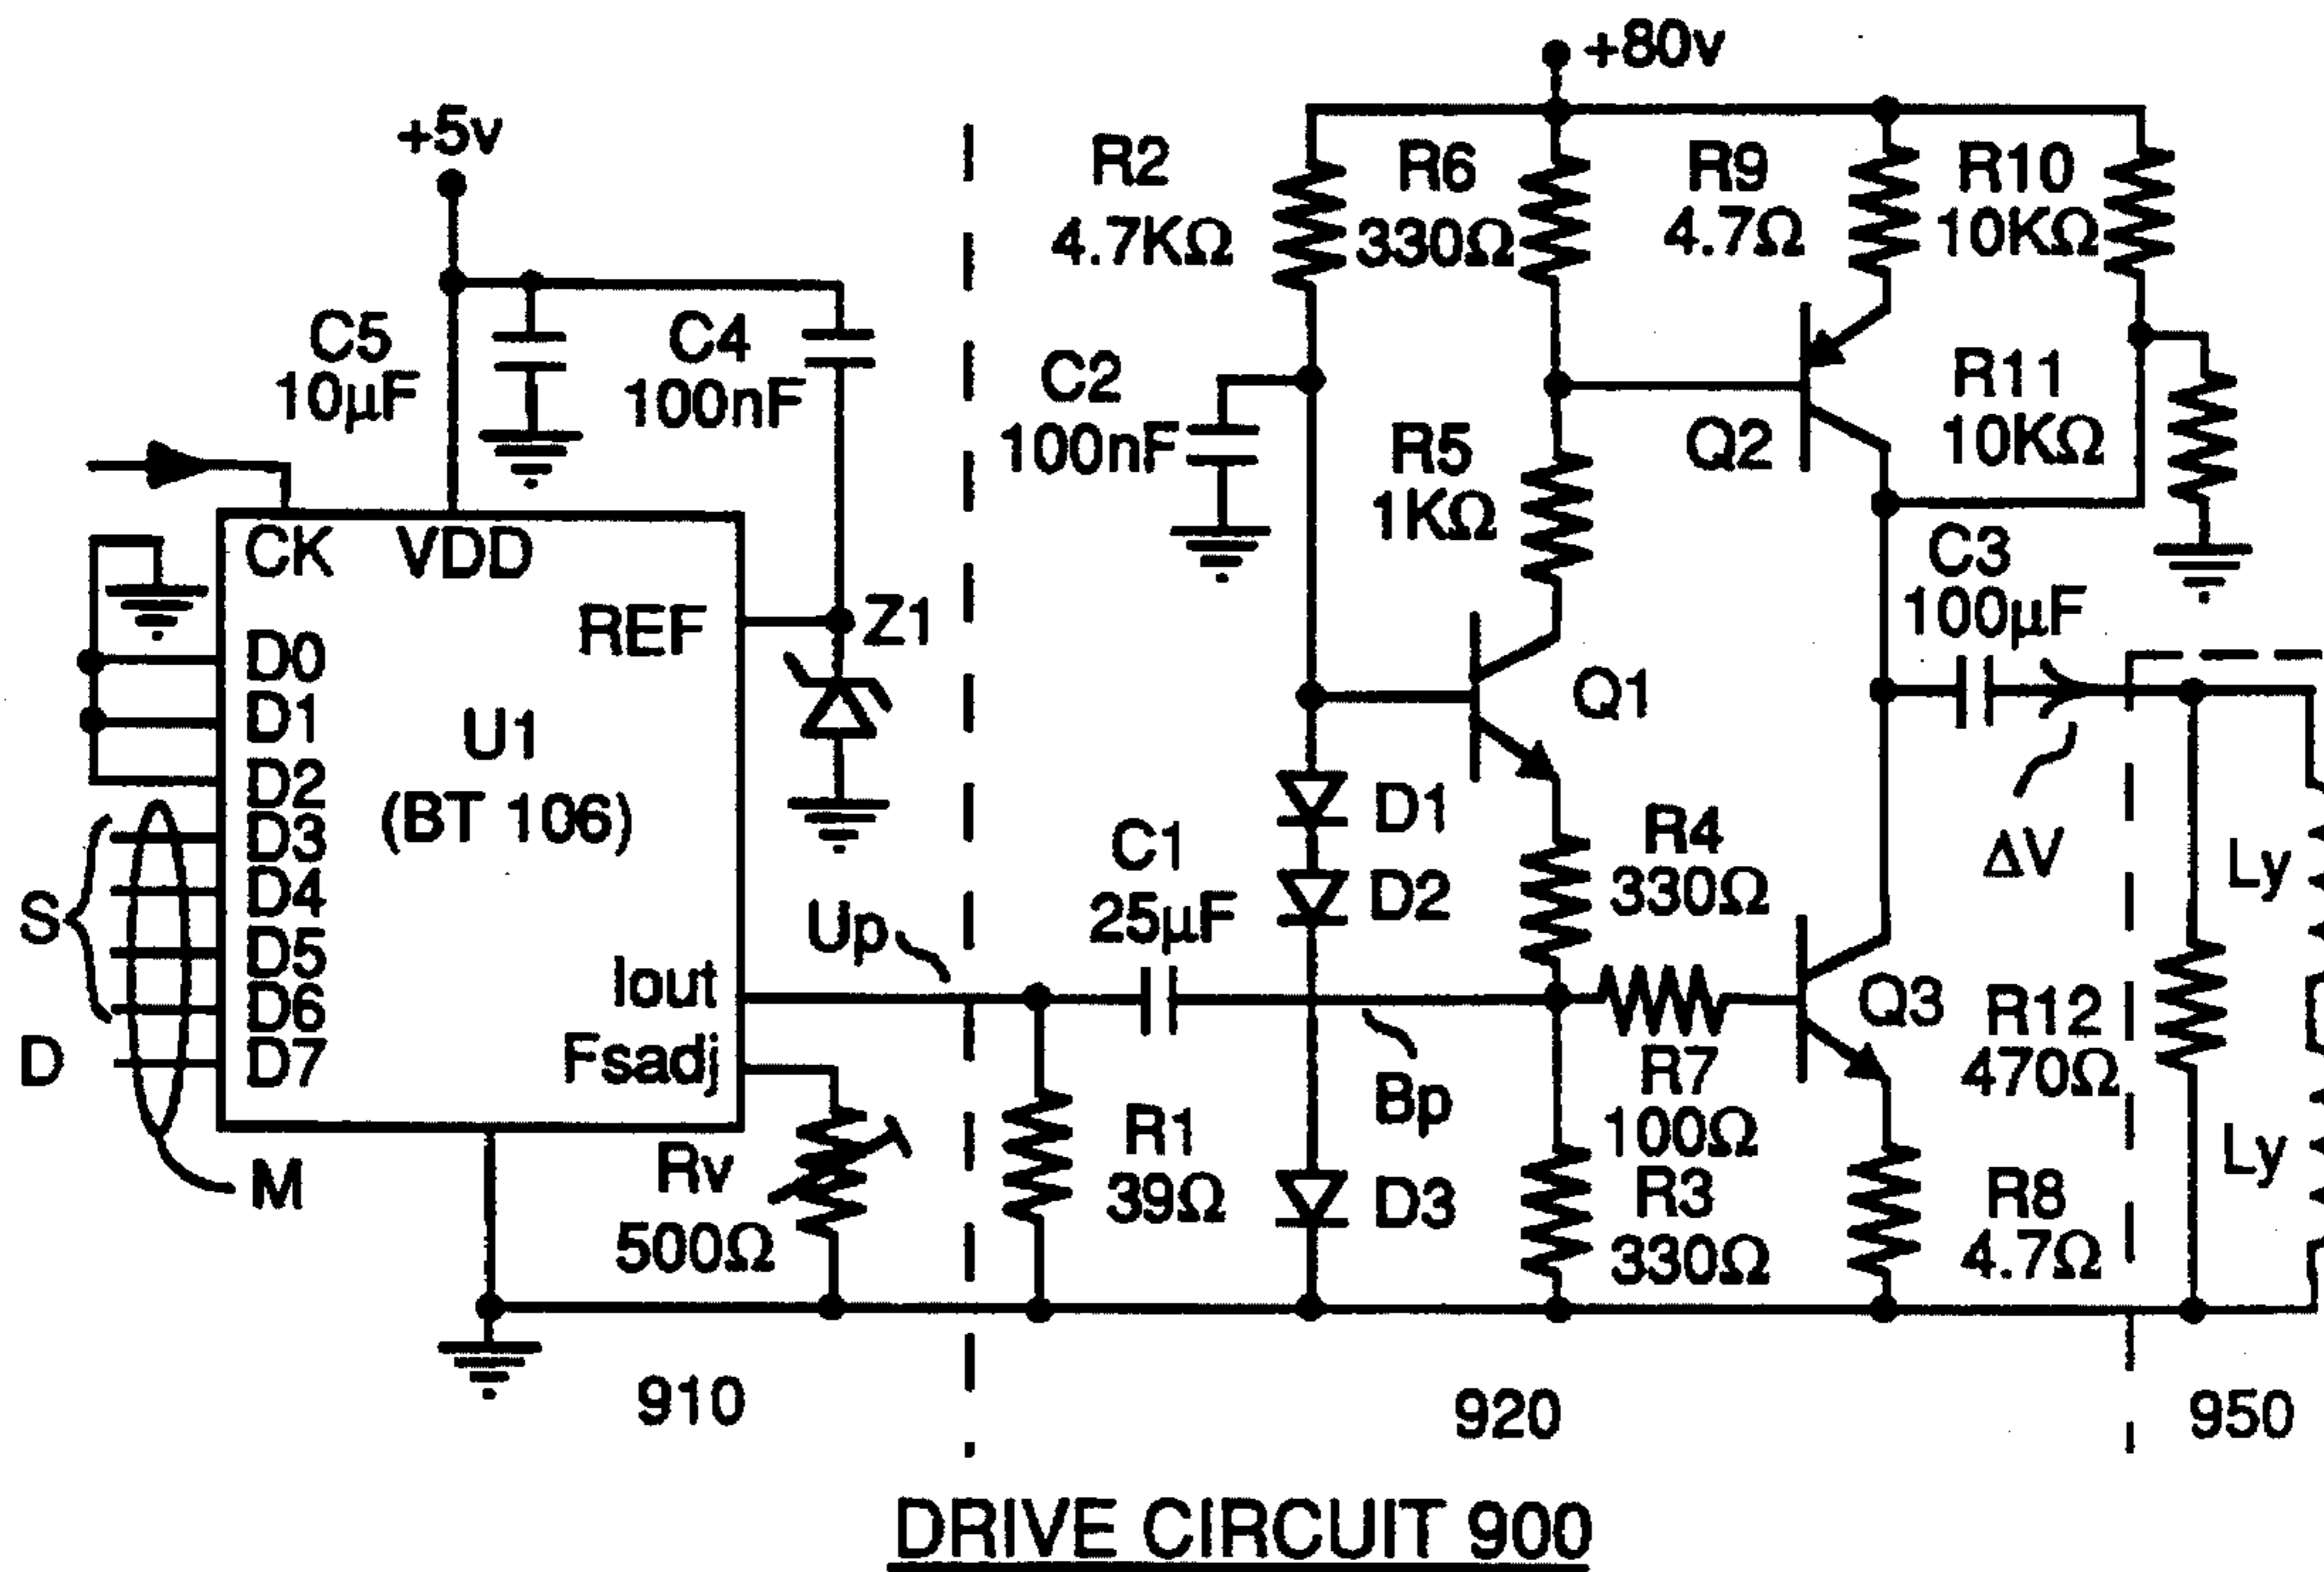 +80v
+5v
R2
4.7KΩ
R6
330Ω
R9
4.7Ω
R10
10KΩ
C5
10µF
C4
100nF
C2
100nF
R5
1KΩ
Q2
R11
10KΩ
CK
VDD
REF
Z1
C3
100µF
D0
D1
D2
D3
D4
D5
D6
D7
U1
(BT 106)
Iout
Fsadj
S
D
M
Rv
500Ω
Up
R1
39Ω
C1
25µF
D1
D2
D3
Q1
R4
330Ω
Bp
R7
100Ω
R3
330Ω
Q3
R8
4.7Ω
ΔV
R12
470Ω
Ly
Ly
910
920
950
DRIVE CIRCUIT 900